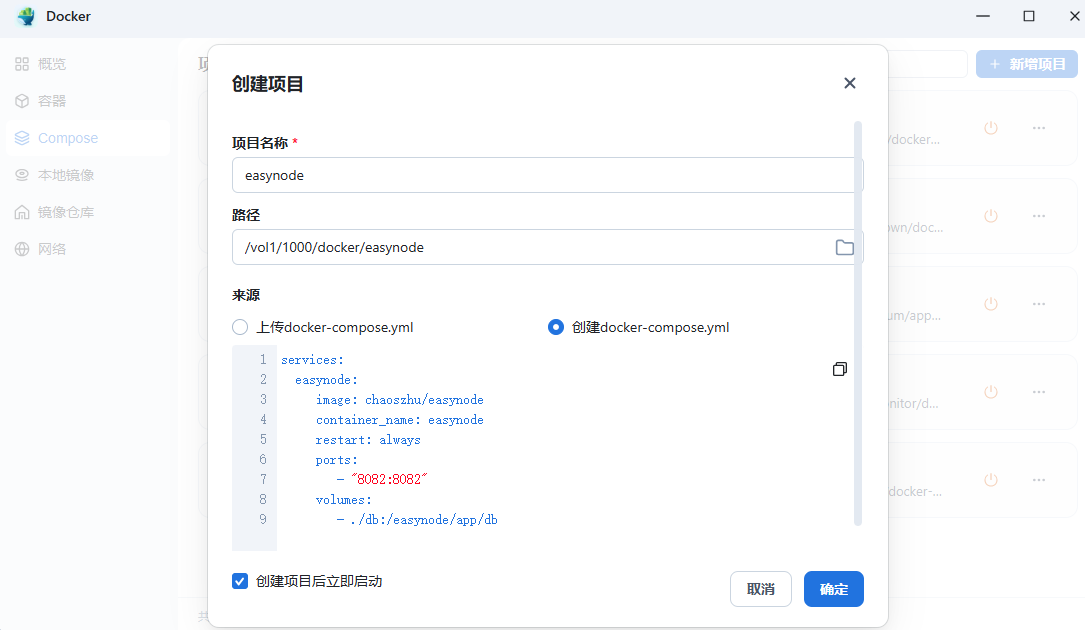 Docker
概览
容器
Compose
本地镜像
镜像仓库
网络
+ 新增项目
/docker...
own/doc...
um/app...
nitor/d...
docker-...
创建项目
项目名称 *
easynode
路径
/vol1/1000/docker/easynode
来源
上传docker-compose.yml
创建docker-compose.yml
1 services:
2   easynode:
3     image: chaoszhu/easynode
4     container_name: easynode
5     restart: always
6     ports:
7       - "8082:8082"
8     volumes:
9       - ./db:/easynode/app/db
创建项目后立即启动
取消
确定
共